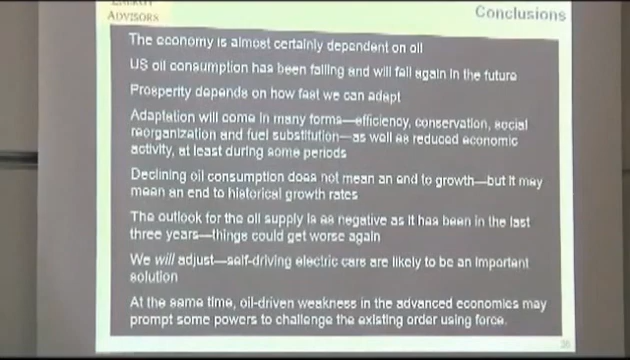 ENERGY
ADVISORS
Conclusions
The economy is almost certainly dependent on oil
US oil consumption has been falling and will fall again in the future
Prosperity depends on how fast we can adapt
Adaptation will come in many forms—efficiency, conservation, social
reorganization and fuel substitution—as well as reduced economic
activity, at least during some periods
Declining oil consumption does not mean an end to growth—but it may
mean an end to historical growth rates
The outlook for the oil supply is as negative as it has been in the last
three years—things could get worse again
We will adjust—self-driving electric cars are likely to be an important
solution
At the same time, oil-driven weakness in the advanced economies may
prompt some powers to challenge the existing order using force.